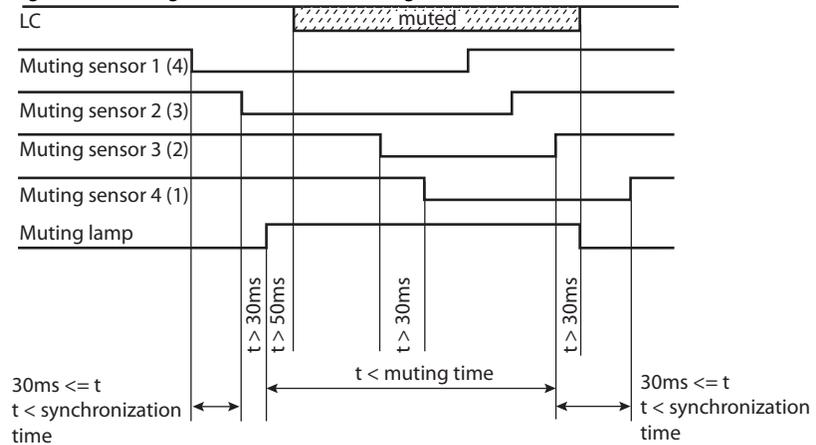 LC
muted
Muting sensor 1 (4)
Muting sensor 2 (3)
Muting sensor 3 (2)
Muting sensor 4 (1)
Muting lamp
t > 30ms
t > 50ms
t > 30ms
t > 30ms
t < muting time
30ms <= t
t < synchronization
time
30ms <= t
t < synchronization
time